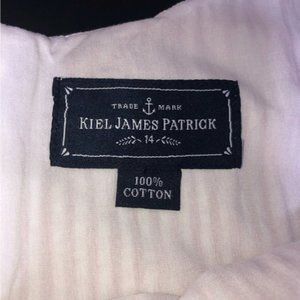 TRADE MARK
KIEL JAMES PATRICK
14
100%
COTTON